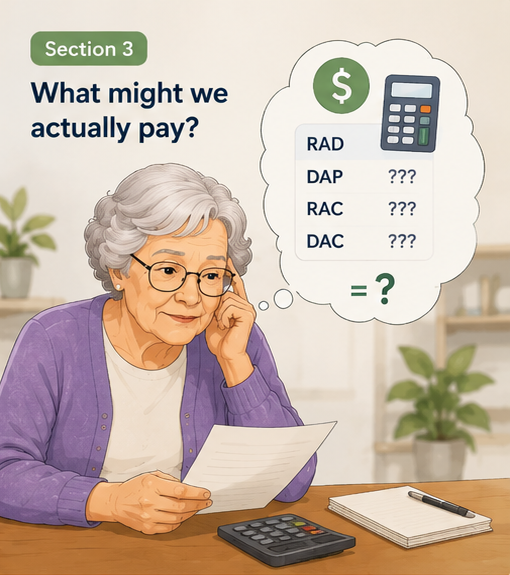 Section 3
What might we
actually pay?
$
RAD
DAP ???
RAC ???
DAC ???
= ?